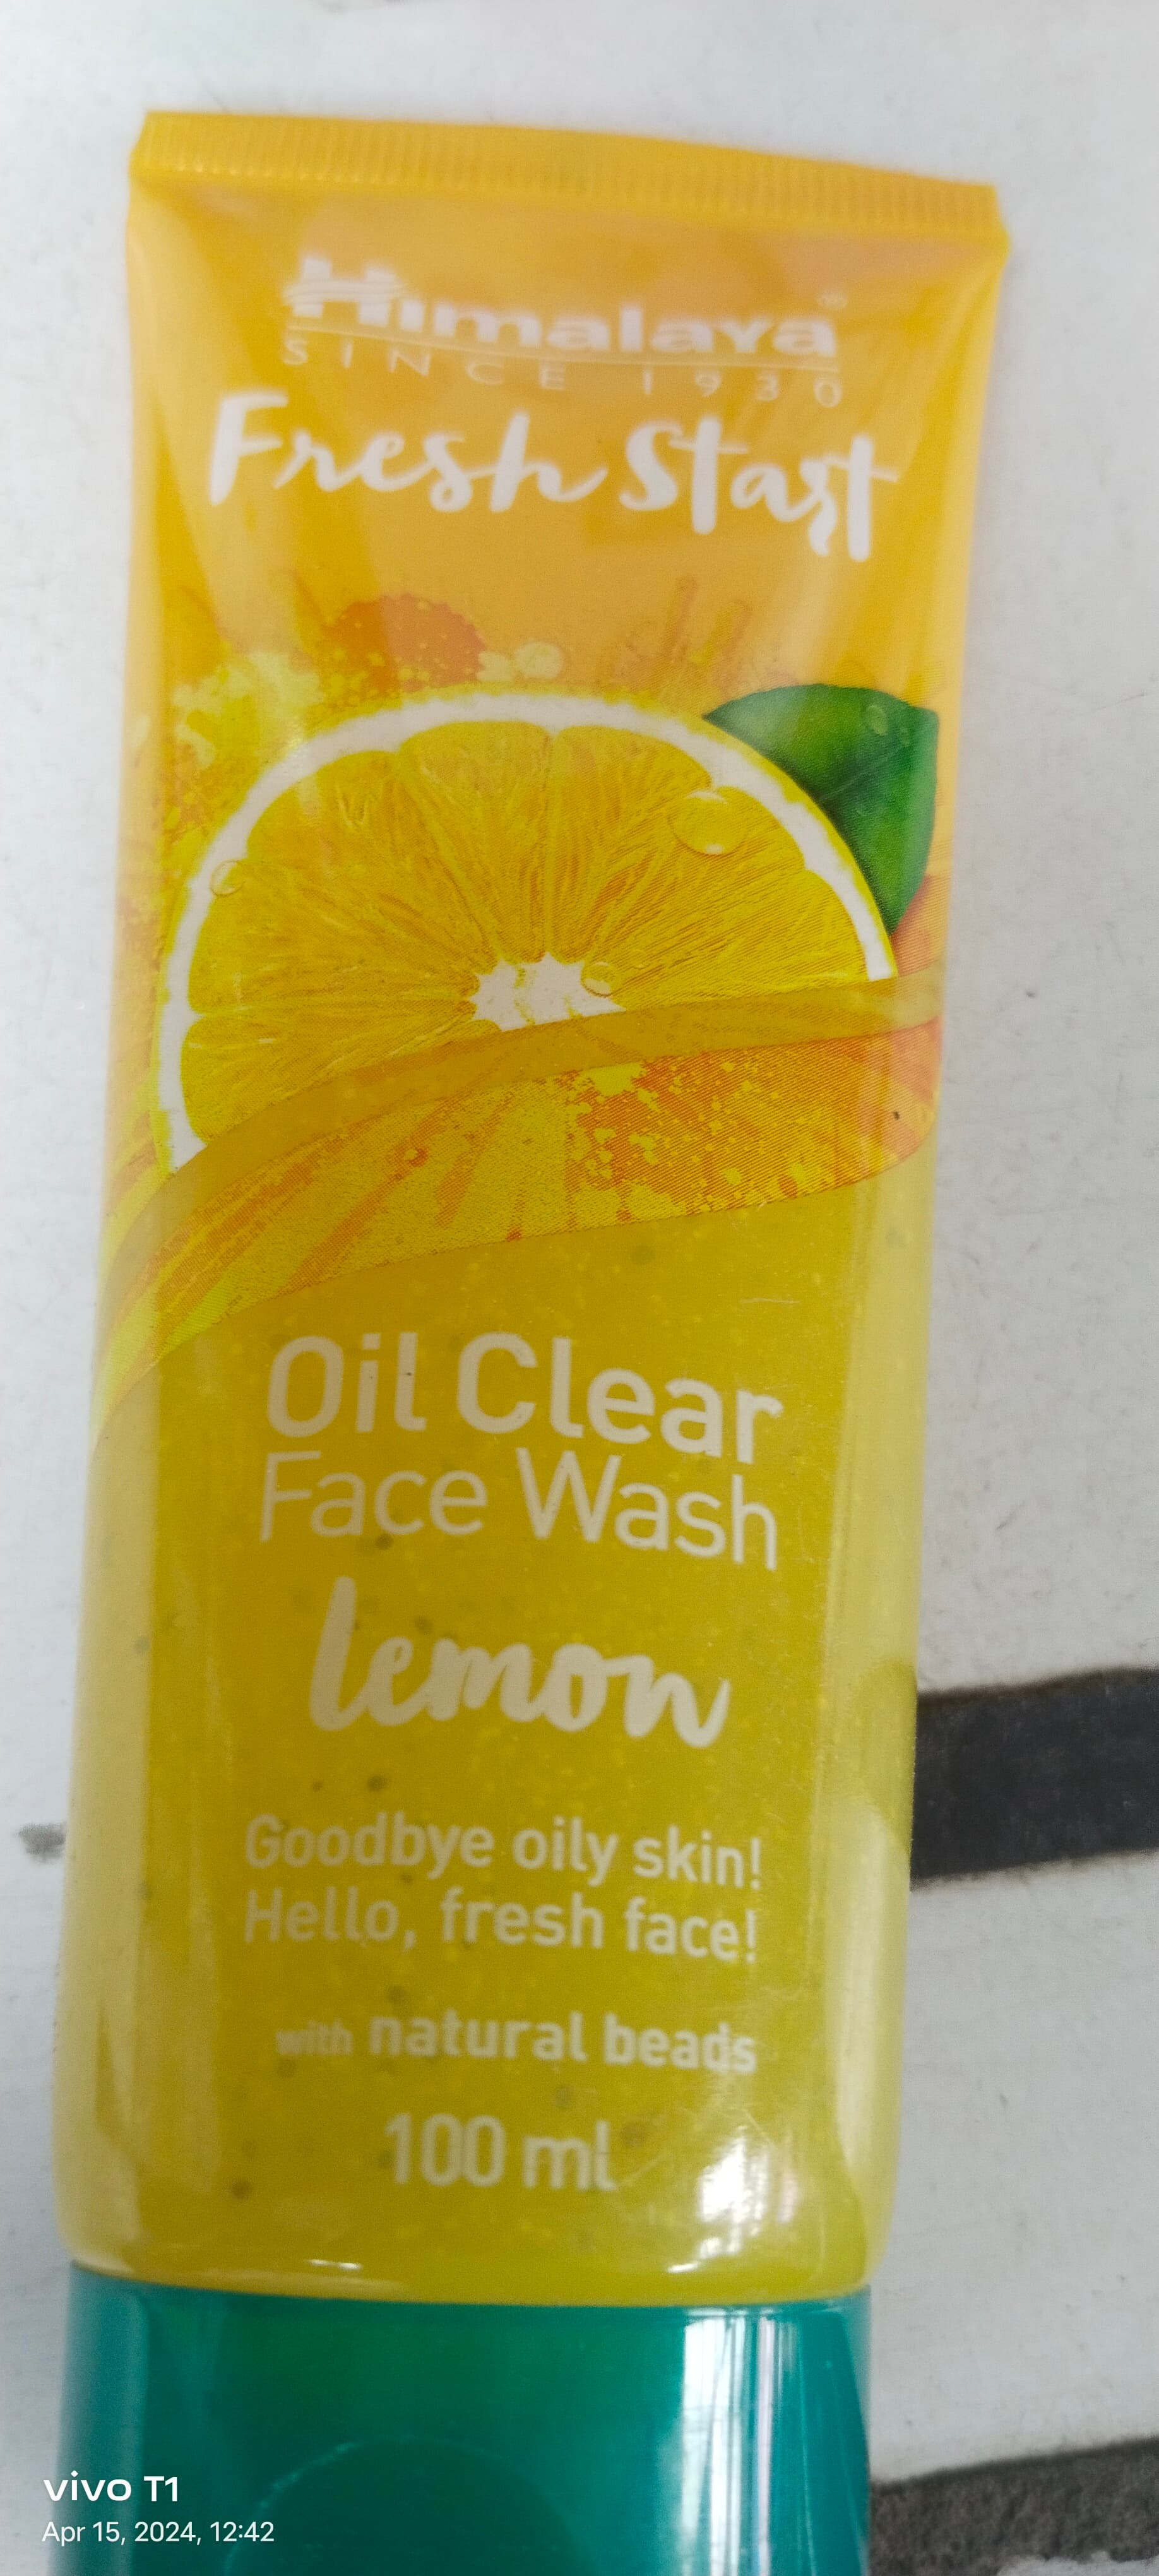 Himalaya
SINCE 1930
Fresh Start
Oil Clear
Face Wash
lemon
Goodbye oily skin!
Hello, fresh face!
with natural beads
100 ml
vivo T1
Apr 15, 2024, 12:42